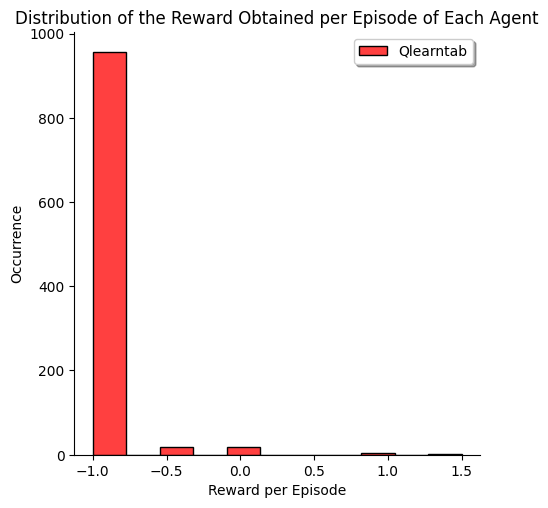 Distribution of the Reward Obtained per Episode of Each Agent
Qlearntab
1000
800
600
400
200
0
Occurrence
−1.0 −0.5 0.0 0.5 1.0 1.5
Reward per Episode